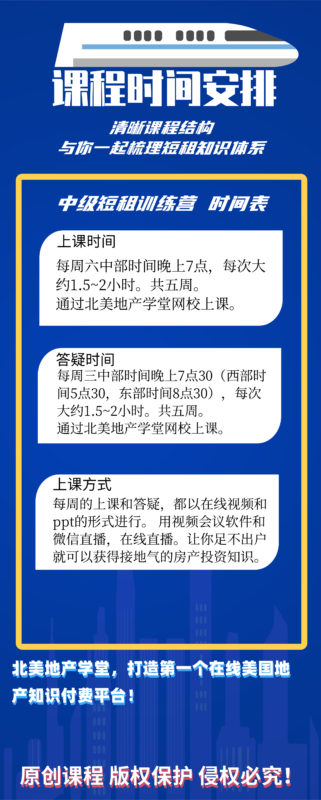 课程时间安排
清晰课程结构
与你一起梳理短租知识体系
中级短租训练营 时间表
上课时间
每周六中部时间晚上7点，每次大
约1.5~2小时。共五周。
通过北美地产学堂网校上课。
答疑时间
每周三中部时间晚上7点30（西部时
间5点30，东部时间8点30），每次
大约1.5~2小时。共五周。
通过北美地产学堂网校上课。
上课方式
每周的上课和答疑，都以在线视频和
ppt的形式进行。 用视频会议软件和
微信直播，在线直播。让你足不出户
就可以获得接地气的房产投资知识。
北美地产学堂，打造第一个在线美国地
产知识付费平台！
原创课程 版权保护 侵权必究！